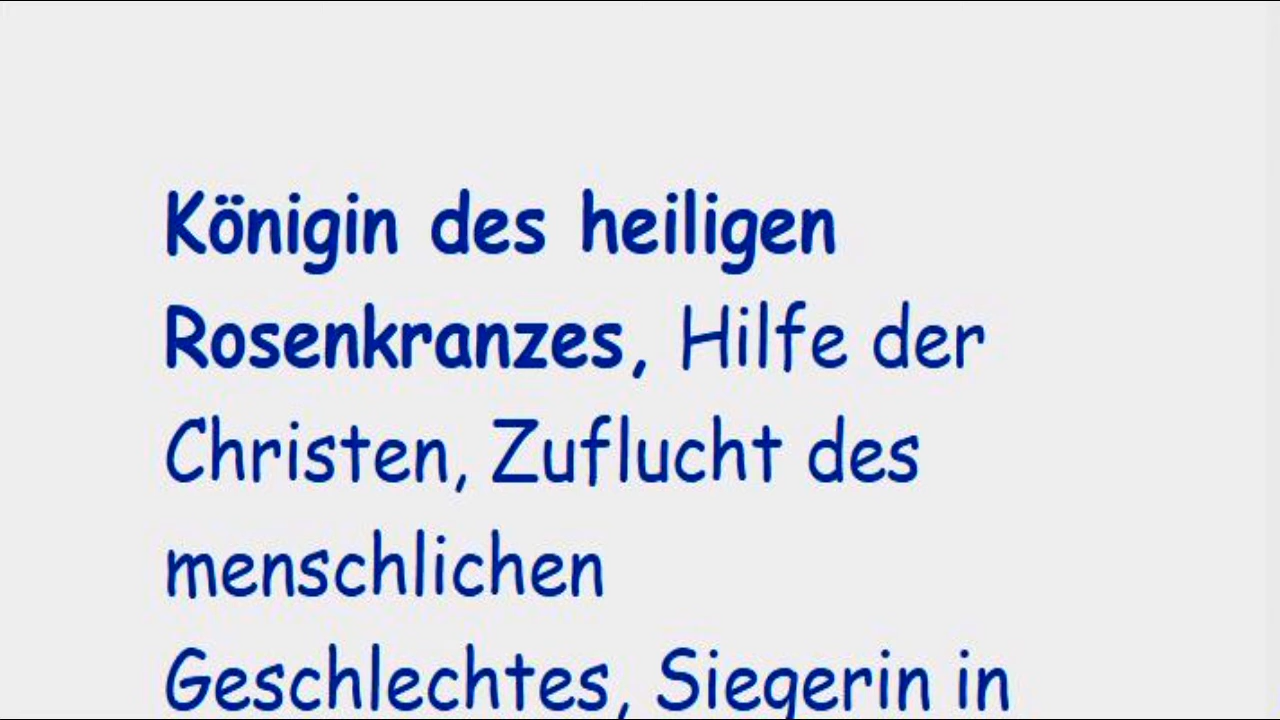 Königin des heiligen
Rosenkranzes, Hilfe der
Christen, Zuflucht des
menschlichen
Geschlechtes, Siegerin in